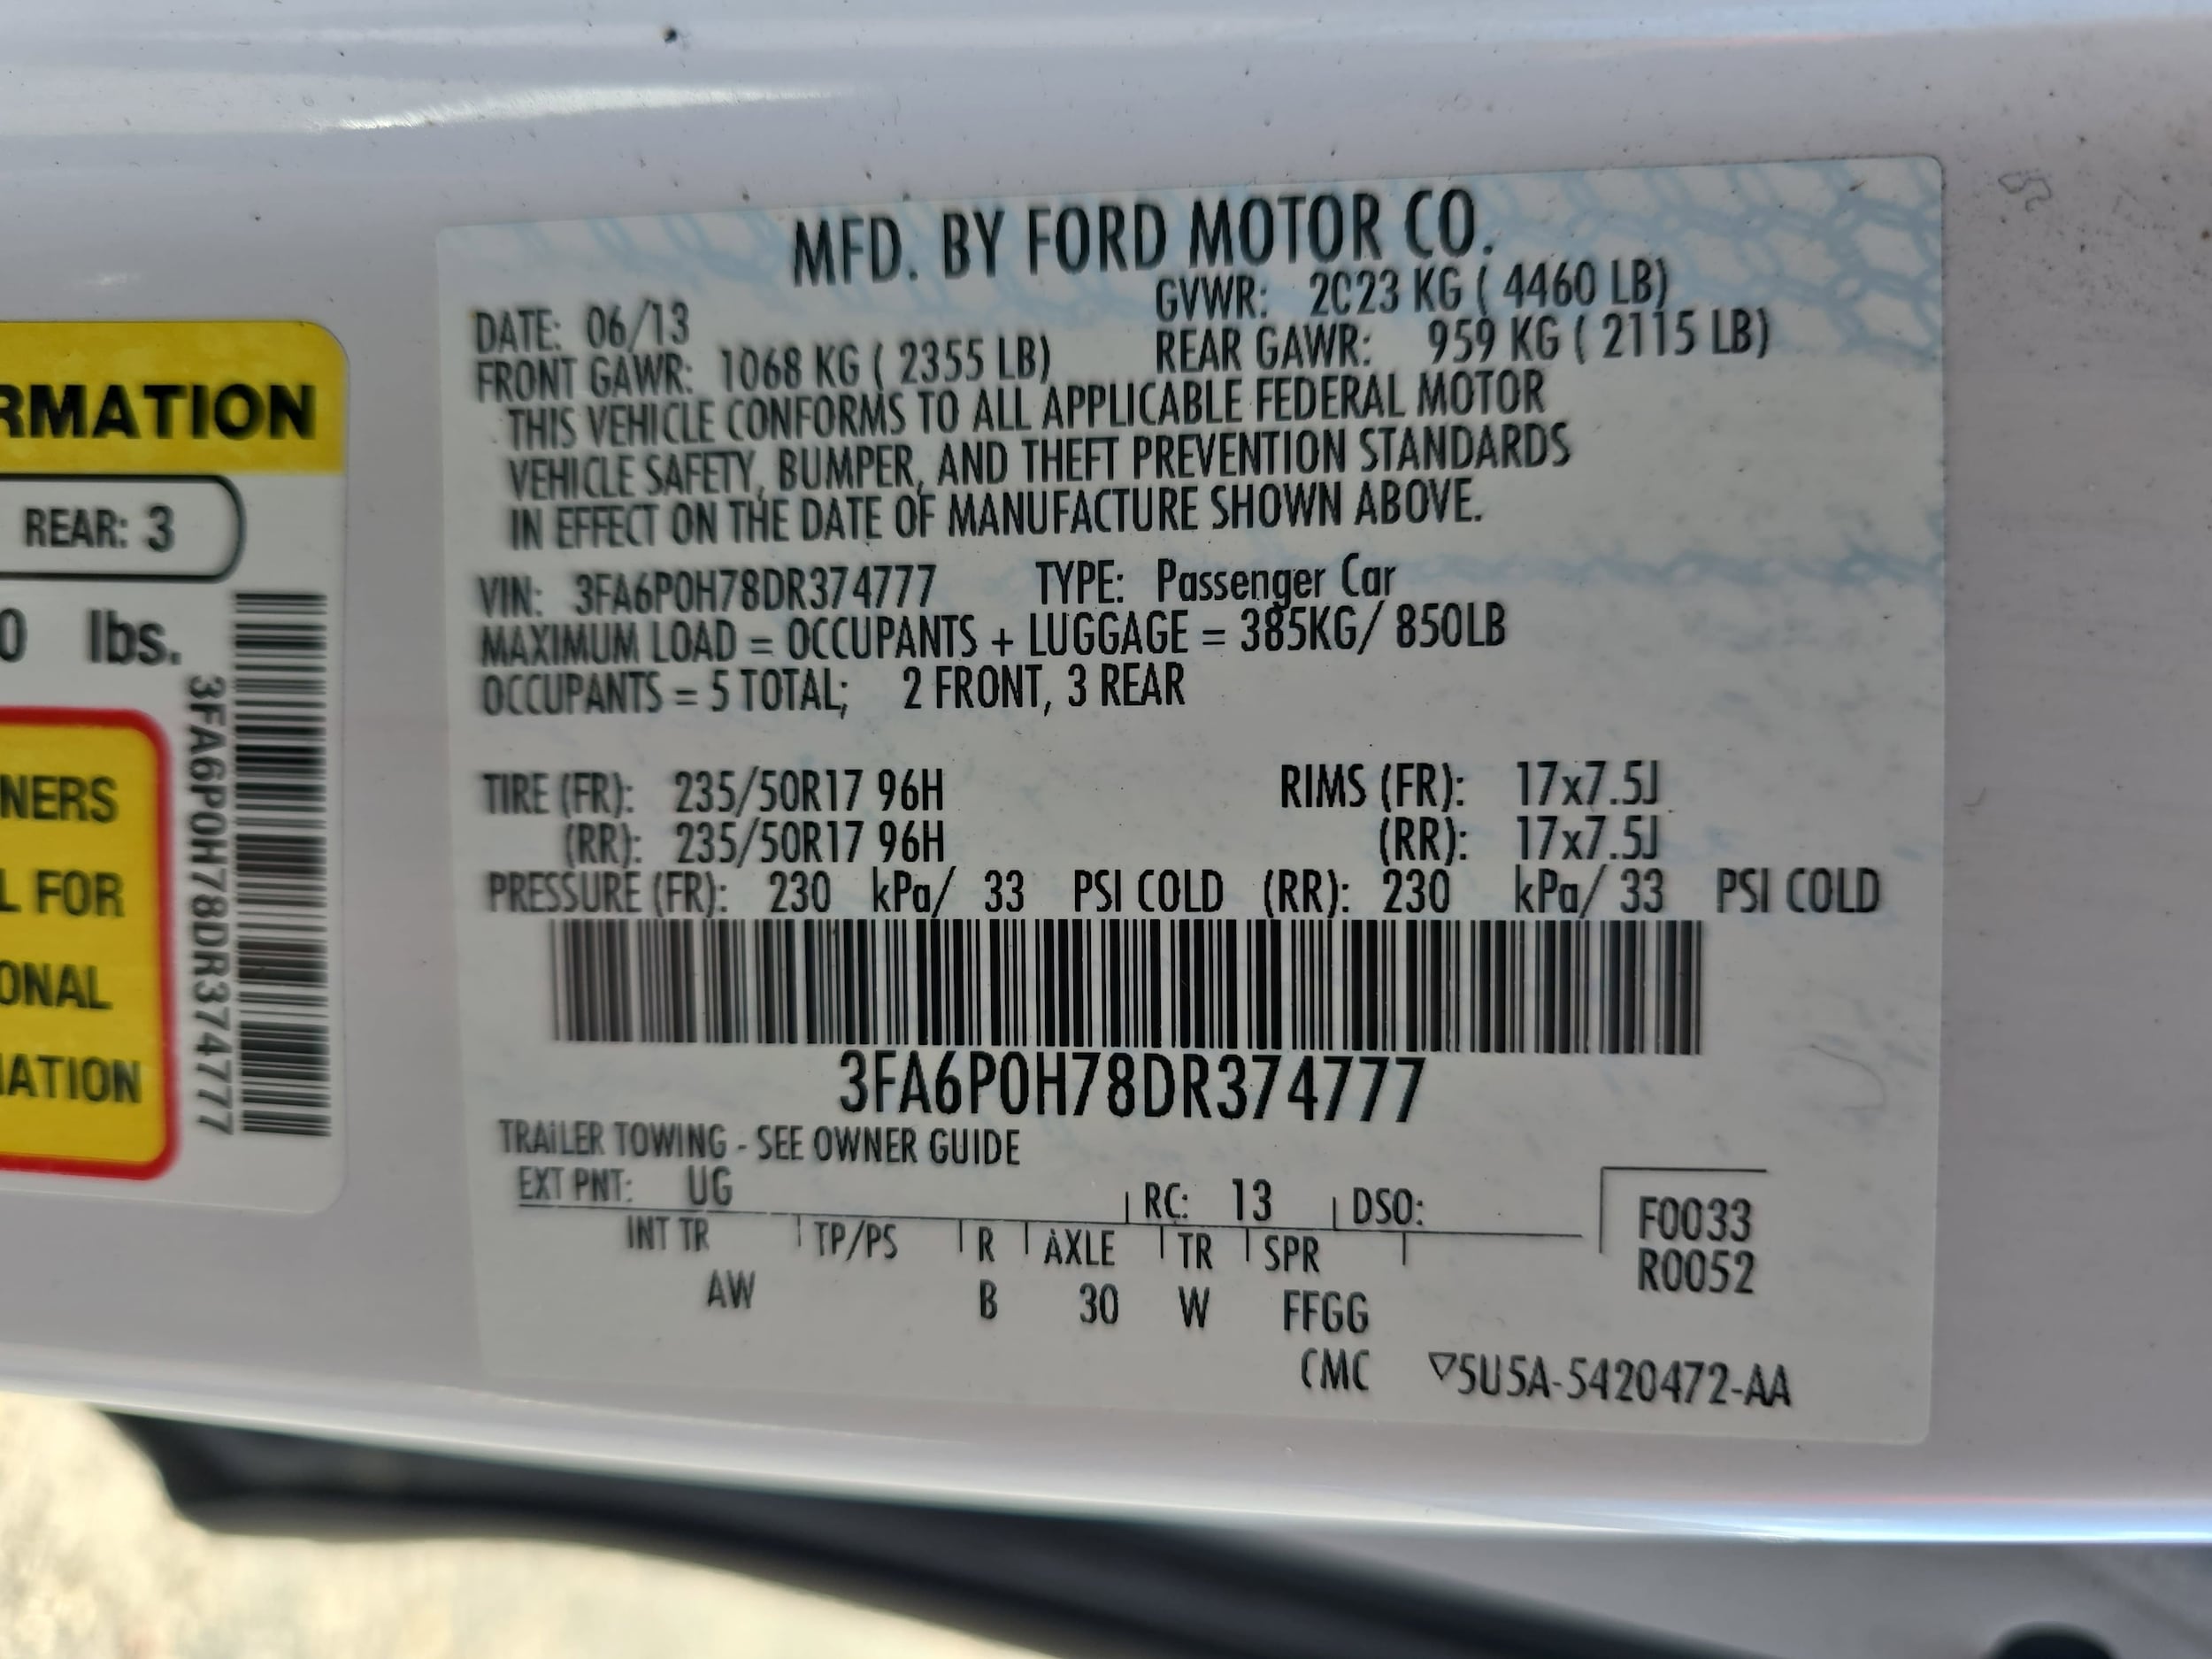 MFD. BY FORD MOTOR CO.
DATE: 06/13 GVWR: 2C23 KG ( 4460 LB)
FRONT GAWR: 1068 KG ( 2355 LB) REAR GAWR: 959 KG ( 2115 LB)
THIS VEHICLE CONFORMS TO ALL APPLICABLE FEDERAL MOTOR
VEHICLE SAFETY, BUMPER, AND THEFT PREVENTION STANDARDS
IN EFFECT ON THE DATE OF MANUFACTURE SHOWN ABOVE.
VIN: 3FA6P0H78DR374777 TYPE: Passenger Car
MAXIMUM LOAD = OCCUPANTS + LUGGAGE = 385KG/ 850LB
OCCUPANTS = 5 TOTAL; 2 FRONT, 3 REAR
TIRE (FR): 235/50R17 96H RIMS (FR): 17x7.5J
(RR): 235/50R17 96H (RR): 17x7.5J
PRESSURE (FR): 230 kPa/ 33 PSI COLD (RR): 230 kPa/ 33 PSI COLD
3FA6P0H78DR374777
TRAILER TOWING - SEE OWNER GUIDE
EXT PNT: UG RC: 13 DSO:
INT TR TP/PS R AXLE TR SPR
AW B 30 W FFGG
F0033
R0052
CMC ▽5U5A-5420472-AA
RMATION
REAR: 3
0 lbs.
NERS
L FOR
ONAL
MATION
3FA6P0H78DR374777